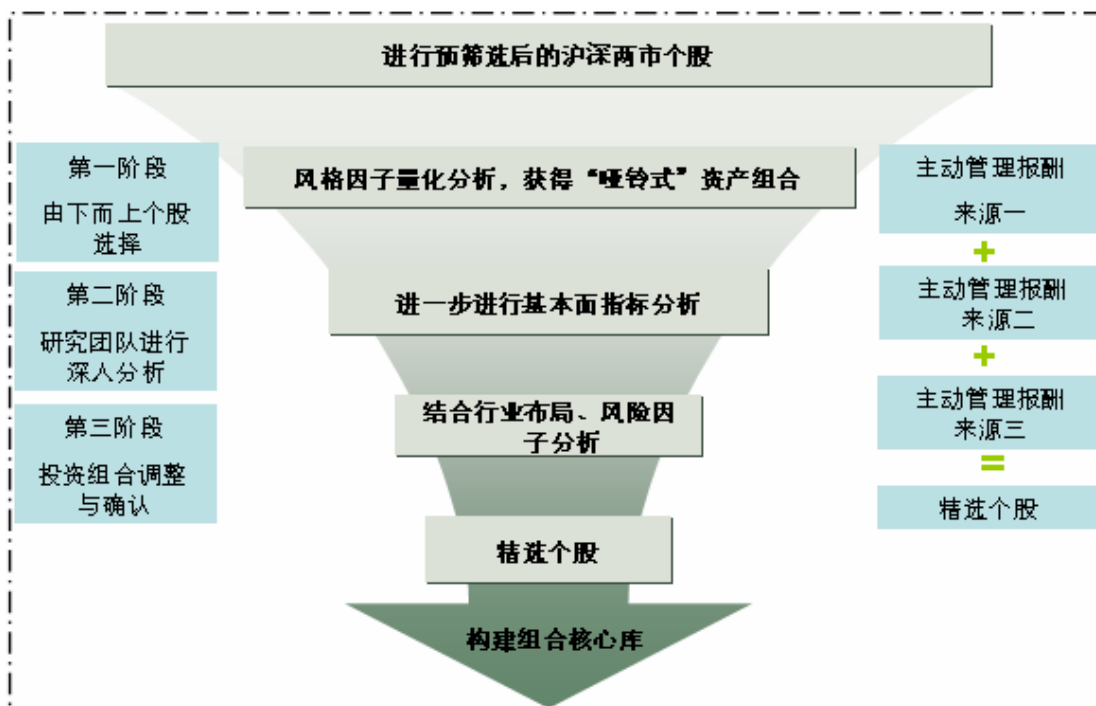 进行预筛选后的沪深两市个股
第一阶段
由下而上个股
选择
风格因子量化分析，获得“哑铃式”资产组合
主动管理报酬
来源一
+
第二阶段
研究团队进行
深人分析
进一步进行基本面指标分析
主动管理报酬
来源二
+
第三阶段
投资组合调整
与确认
结合行业布局、风险因
子分析
主动管理报酬
来源三
=
精选个股
精选个股
构建组合核心库